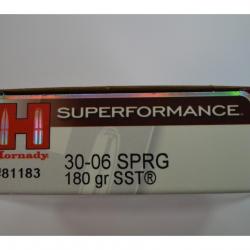 H
SUPERFORMANCE
Hornady
30-06 SPRG
#81183
180 gr SST®